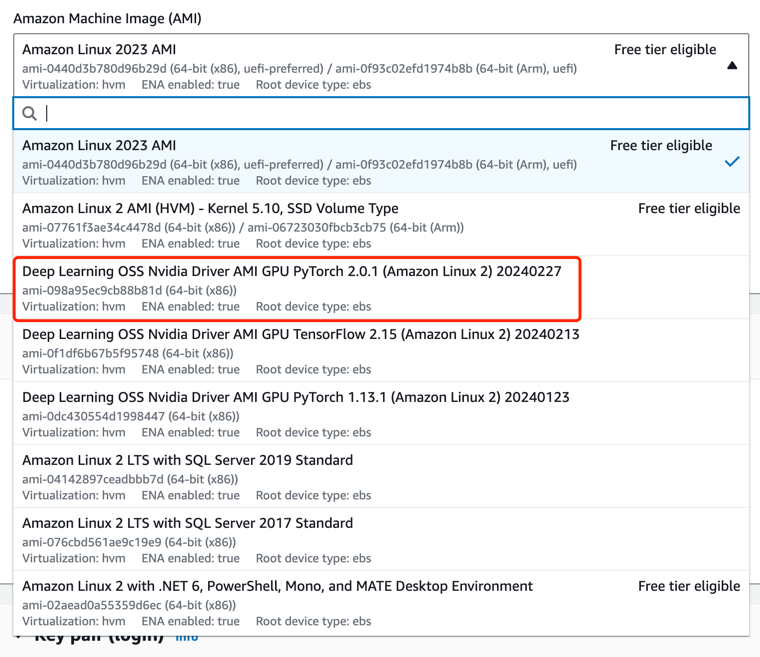 Amazon Machine Image (AMI)
Amazon Linux 2023 AMI Free tier eligible
ami-0440d3b780d96b29d (64-bit (x86), uefi-preferred) / ami-0f93c02efd1974b8b (64-bit (Arm), uefi)
Virtualization: hvm ENA enabled: true Root device type: ebs
Amazon Linux 2023 AMI Free tier eligible
ami-0440d3b780d96b29d (64-bit (x86), uefi-preferred) / ami-0f93c02efd1974b8b (64-bit (Arm), uefi)
Virtualization: hvm ENA enabled: true Root device type: ebs
Amazon Linux 2 AMI (HVM) - Kernel 5.10, SSD Volume Type Free tier eligible
ami-07761f3ae34c4478d (64-bit (x86)) / ami-06723030fbcb3cb75 (64-bit (Arm))
Virtualization: hvm ENA enabled: true Root device type: ebs
Deep Learning OSS Nvidia Driver AMI GPU PyTorch 2.0.1 (Amazon Linux 2) 20240227
ami-098a95ec9cb88b81d (64-bit (x86))
Virtualization: hvm ENA enabled: true Root device type: ebs
Deep Learning OSS Nvidia Driver AMI GPU TensorFlow 2.15 (Amazon Linux 2) 20240213
ami-0f1df6b67b5f95748 (64-bit (x86))
Virtualization: hvm ENA enabled: true Root device type: ebs
Deep Learning OSS Nvidia Driver AMI GPU PyTorch 1.13.1 (Amazon Linux 2) 20240123
ami-0dc430554d1998447 (64-bit (x86))
Virtualization: hvm ENA enabled: true Root device type: ebs
Amazon Linux 2 LTS with SQL Server 2019 Standard
ami-04142897ceadbbb7d (64-bit (x86))
Virtualization: hvm ENA enabled: true Root device type: ebs
Amazon Linux 2 LTS with SQL Server 2017 Standard
ami-076cbd561ae9c19e9 (64-bit (x86))
Virtualization: hvm ENA enabled: true Root device type: ebs
Amazon Linux 2 with .NET 6, PowerShell, Mono, and MATE Desktop Environment Free tier eligible
ami-02aead0a55359d6ec (64-bit (x86))
Virtualization: hvm ENA enabled: true Root device type: ebs
Key pair (login) Info